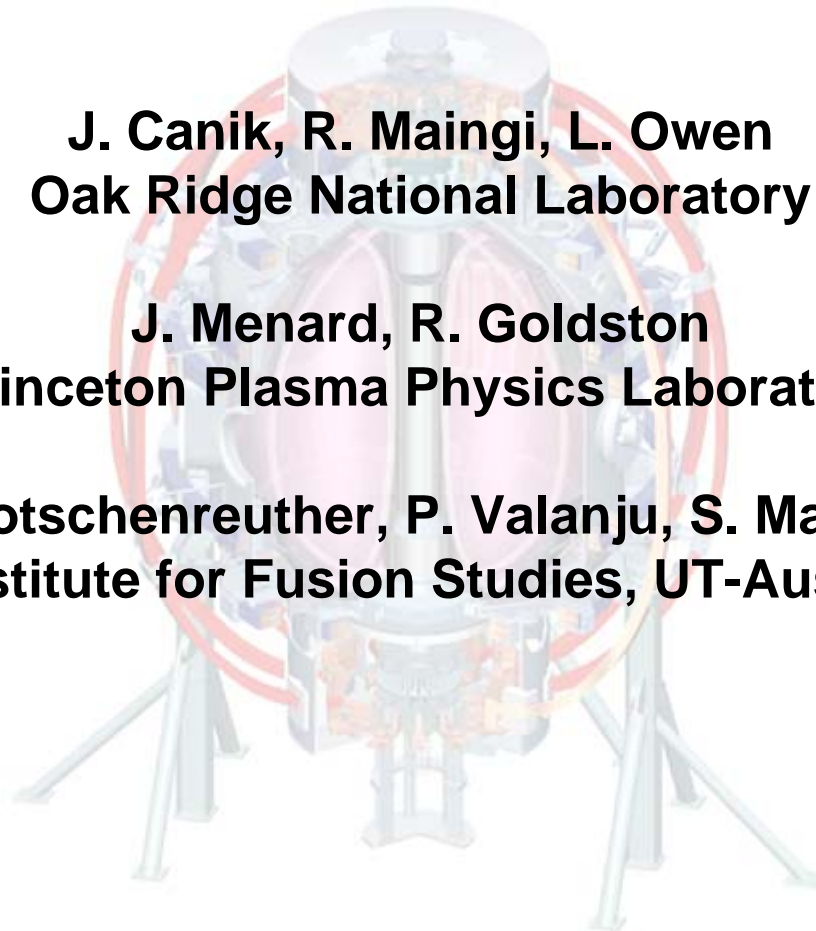 J. Canik, R. Maingi, L. Owen
Oak Ridge National Laboratory
J. Menard, R. Goldston
inceton Plasma Physics Laborat
otschenreuther, P. Valanju, S. Ma
stitute for Fusion Studies, UT-Aus